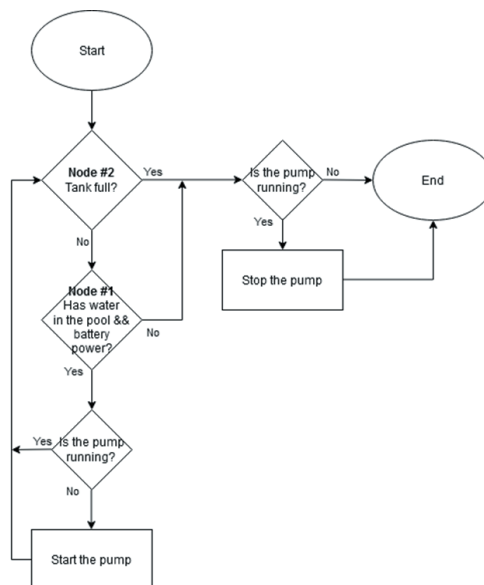 Start
Node #2
Tank full?
Yes
Is the pump
running?
No
End
Yes
Stop the pump
No
Node #1
Has water
in the pool &&
battery
power?
No
Yes
Is the pump
running?
Yes
No
Start the pump